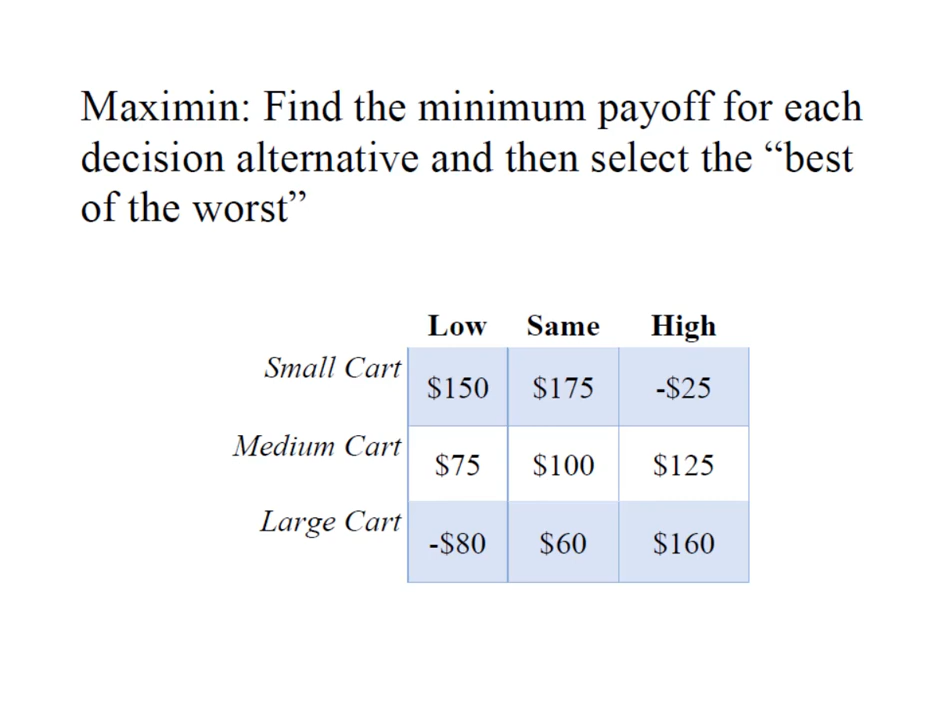 Maximin: Find the minimum payoff for each
decision alternative and then select the “best
of the worst”
Low Same High
Small Cart $150 $175 -$25
Medium Cart $75 $100 $125
Large Cart -$80 $60 $160